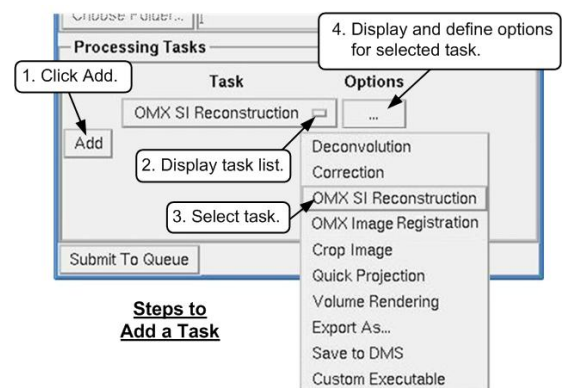 Choose Folder...
4. Display and define options
for selected task.
Processing Tasks
1. Click Add.
Task
Options
OMX SI Reconstruction
...
Add
2. Display task list.
Deconvolution
Correction
3. Select task.
OMX SI Reconstruction
OMX Image Registration
Crop Image
Submit To Queue
Quick Projection
Volume Rendering
Export As...
Save to DMS
Custom Executable
Steps to
Add a Task